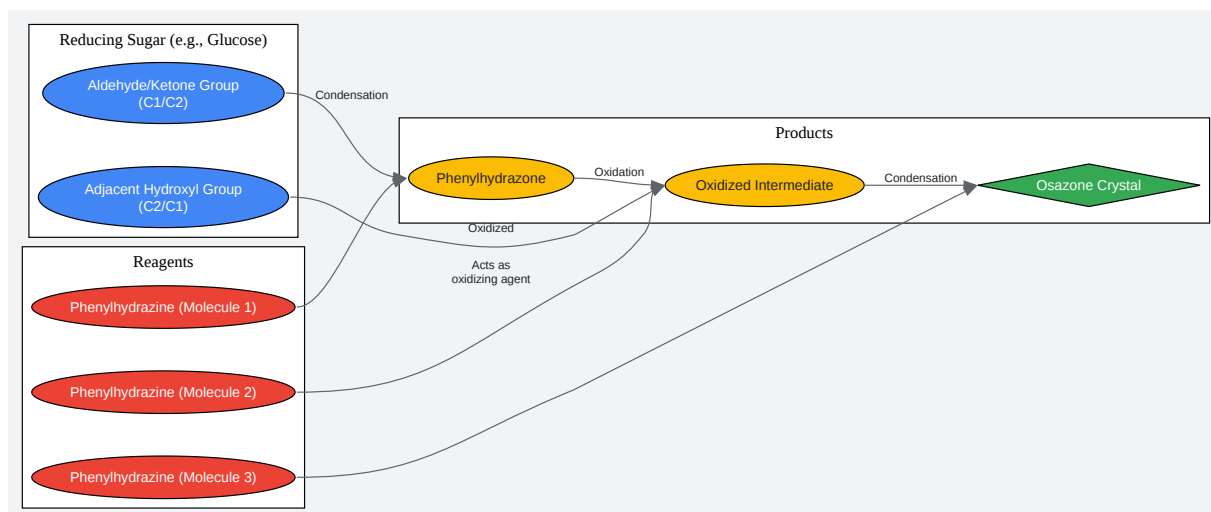 Reducing Sugar (e.g., Glucose)
Aldehyde/Ketone Group
(C1/C2)
Adjacent Hydroxyl Group
(C2/C1)
Reagents
Phenylhydrazine (Molecule 1)
Phenylhydrazine (Molecule 2)
Phenylhydrazine (Molecule 3)
Condensation
Products
Phenylhydrazone
Oxidation
Oxidized Intermediate
Condensation
Osazone Crystal
Oxidized
Acts as
oxidizing agent